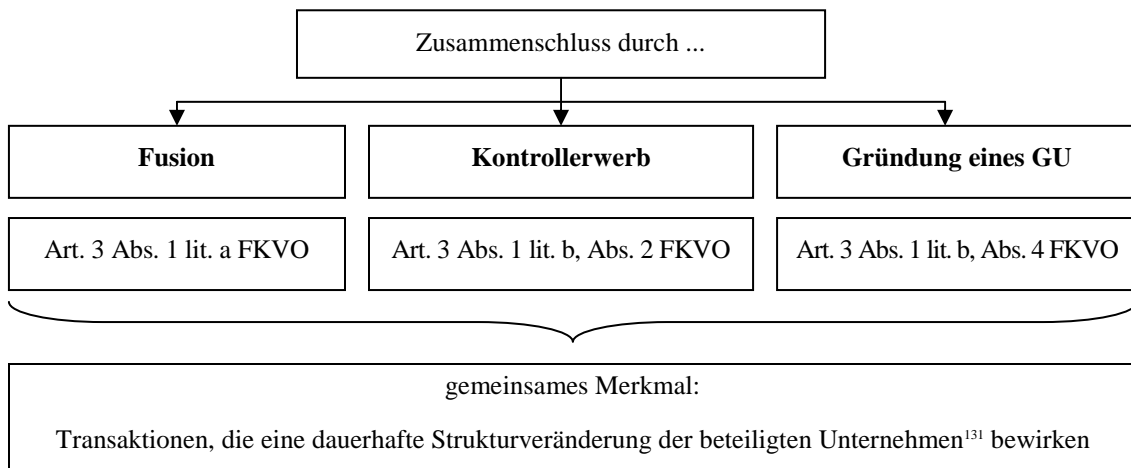 Zusammenschluss durch ...
Fusion
Kontrollerwerb
Gründung eines GU
Art. 3 Abs. 1 lit. a FKVO
Art. 3 Abs. 1 lit. b, Abs. 2 FKVO
Art. 3 Abs. 1 lit. b, Abs. 4 FKVO
gemeinsames Merkmal:
Transaktionen, die eine dauerhafte Strukturveränderung der beteiligten Unternehmen¹³¹ bewirken